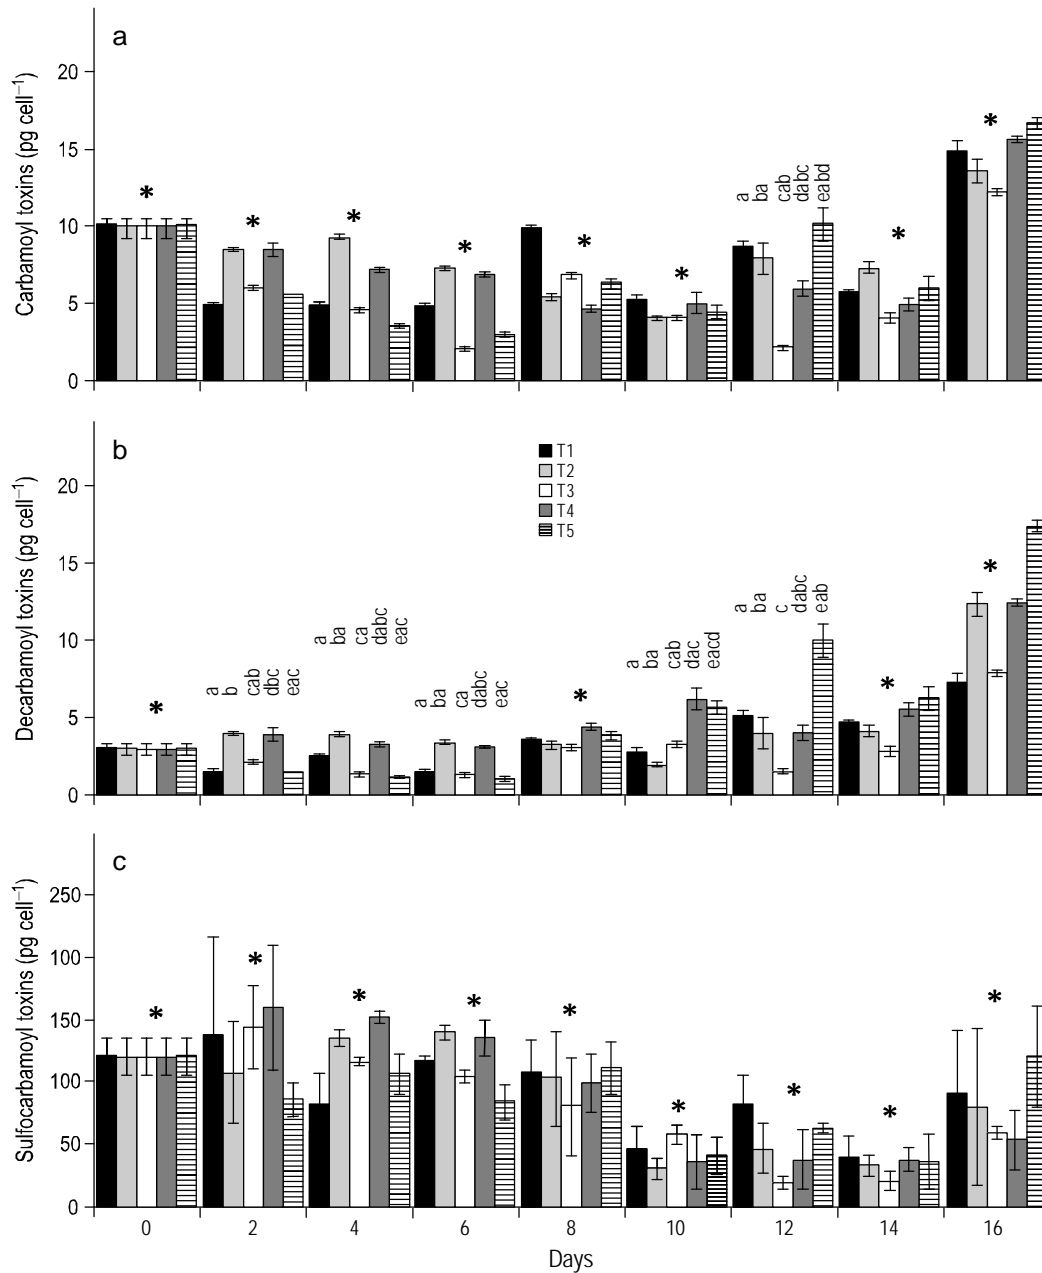 a
Carbamoyl toxins (pg cell⁻¹)
20
15
10
5
0
* * * * * * * * *
a ba cab dabc eabd
b
Decarbamoyl toxins (pg cell⁻¹)
20
15
10
5
0
T1
T2
T3
T4
T5
* * * *
a b cab dbc eac
a ba ca dabc eac
a ba ca dabc eac
a ba cab dac eacd
a ba c dabc eab
c
Sulfocarbamoyl toxins (pg cell⁻¹)
250
100
150
100
50
0
* * * * * * * * *
0 2 4 6 8 10 12 14 16
Days